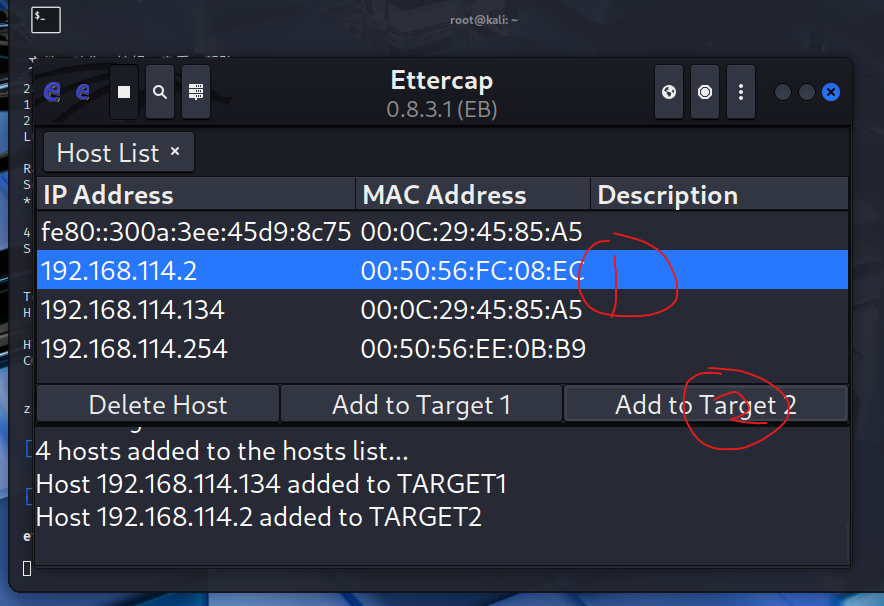 root@kali: ~
Ettercap
0.8.3.1 (EB)
Host List ×
IP Address MAC Address Description
fe80::300a:3ee:45d9:8c75 00:0C:29:45:85:A5
192.168.114.2 00:50:56:FC:08:EC 1
192.168.114.134 00:0C:29:45:85:A5
192.168.114.254 00:50:56:EE:0B:B9
Delete Host Add to Target 1 Add to Target 2
2
4 hosts added to the hosts list...
Host 192.168.114.134 added to TARGET1
Host 192.168.114.2 added to TARGET2